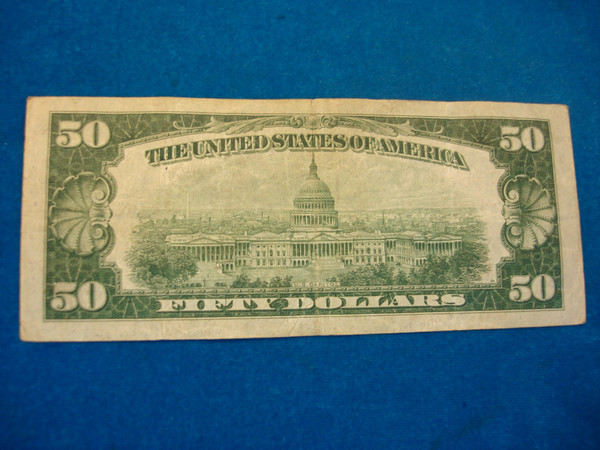 50 50
THE UNITED STATES OF AMERICA
50 50
FIFTY DOLLARS